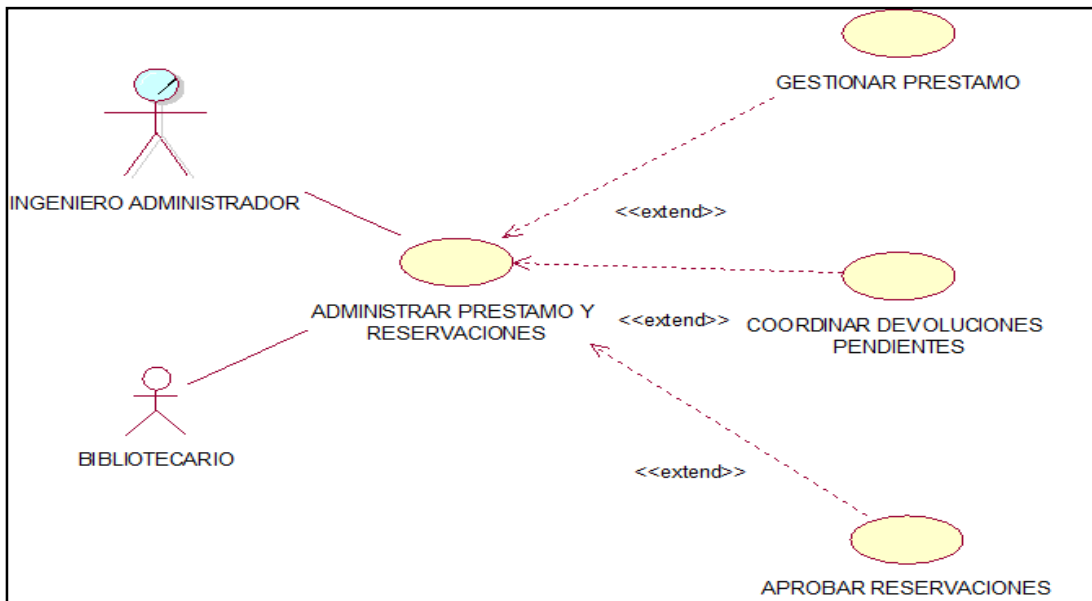 GESTIONAR PRESTAMO
INGENIERO ADMINISTRADOR
<<extend>>
ADMINISTRAR PRESTAMO Y
RESERVACIONES
<<extend>>
COORDINAR DEVOLUCIONES
PENDIENTES
BIBLIOTECARIO
<<extend>>
APROBAR RESERVACIONES